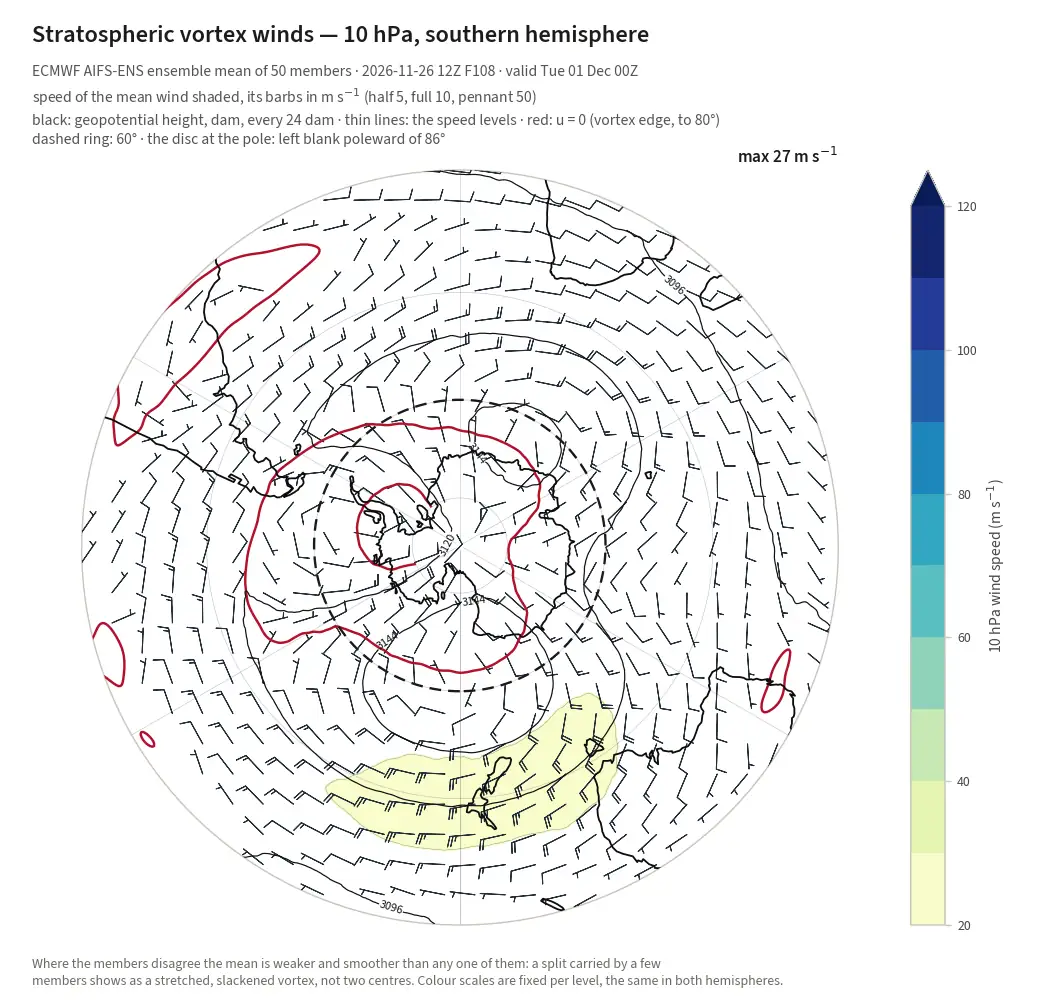 Stratospheric vortex winds — 10 hPa, southern hemisphere
ECMWF AIFS-ENS ensemble mean of 50 members · 2026-11-26 12Z F108 · valid Tue 01 Dec 00Z
speed of the mean wind shaded, its barbs in m s⁻¹ (half 5, full 10, pennant 50)
black: geopotential height, dam, every 24 dam · thin lines: the speed levels · red: u = 0 (vortex edge, to 80°)
dashed ring: 60° · the disc at the pole: left blank poleward of 86°
max 27 m s⁻¹
120
100
80
60
40
20
10 hPa wind speed (m s⁻¹)
3096
3120
3144
3144
3096
Where the members disagree the mean is weaker and smoother than any one of them: a split carried by a few
members shows as a stretched, slackened vortex, not two centres. Colour scales are fixed per level, the same in both hemispheres.